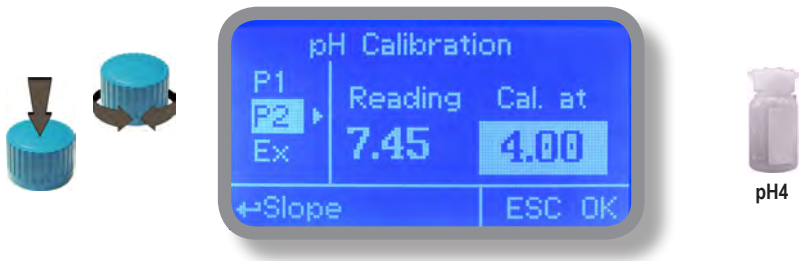 pH Calibration
P1
P2
Ex
Reading Cal. at
7.45 4.00
↵Slope ESC OK
pH4